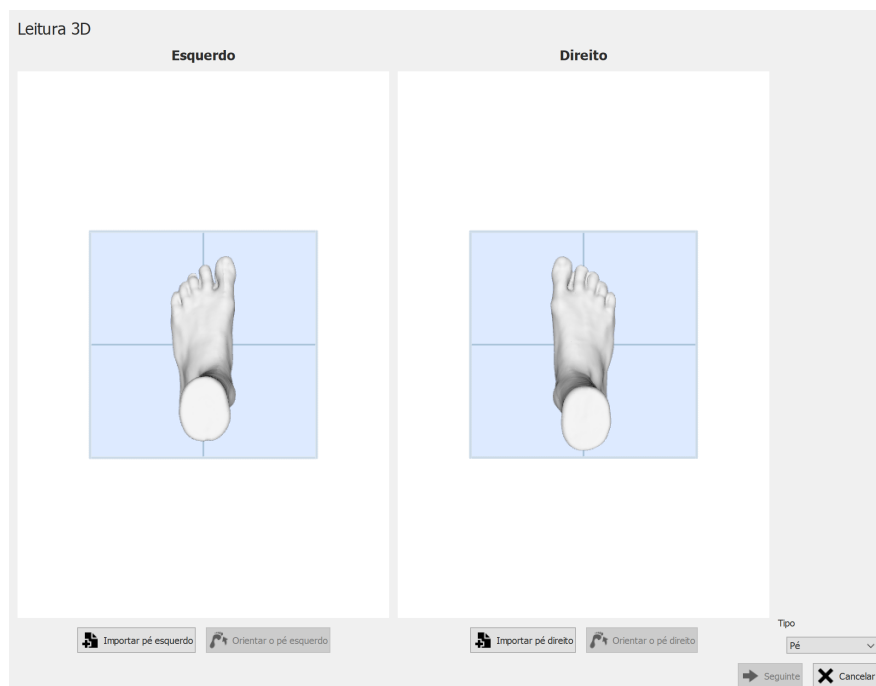 Leitura 3D
Esquerdo
Direito
Importar pé esquerdo
Orientar o pé esquerdo
Importar pé direito
Orientar o pé direito
Tipo
Pé
Seguinte
Cancelar